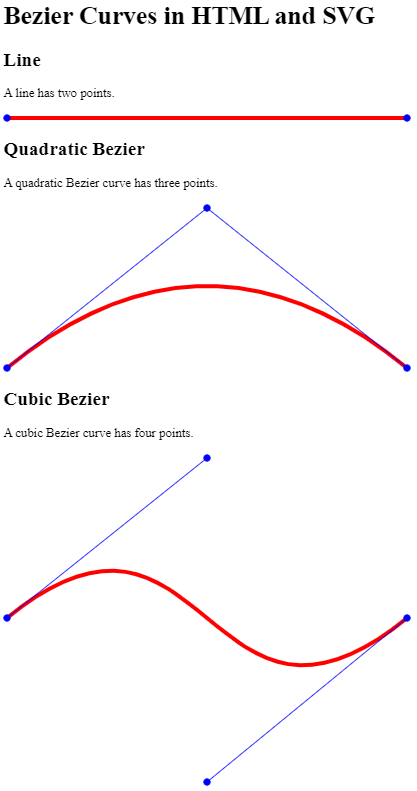 Bezier Curves in HTML and SVG
Line
A line has two points.
Quadratic Bezier
A quadratic Bezier curve has three points.
Cubic Bezier
A cubic Bezier curve has four points.